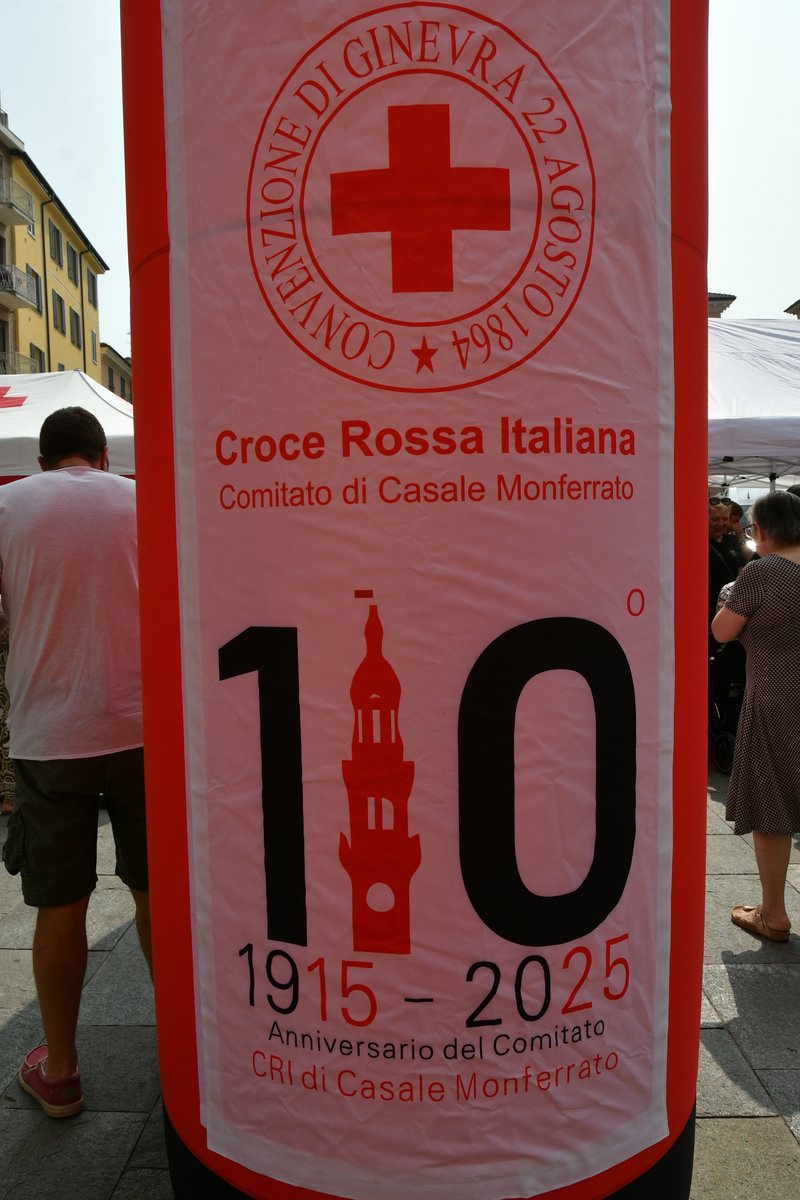 CONVENZIONE DI GINEVRA 22 AGOSTO 1864
Croce Rossa Italiana
Comitato di Casale Monferrato
110°
1915 - 2025
Anniversario del Comitato
CRI di Casale Monferrato